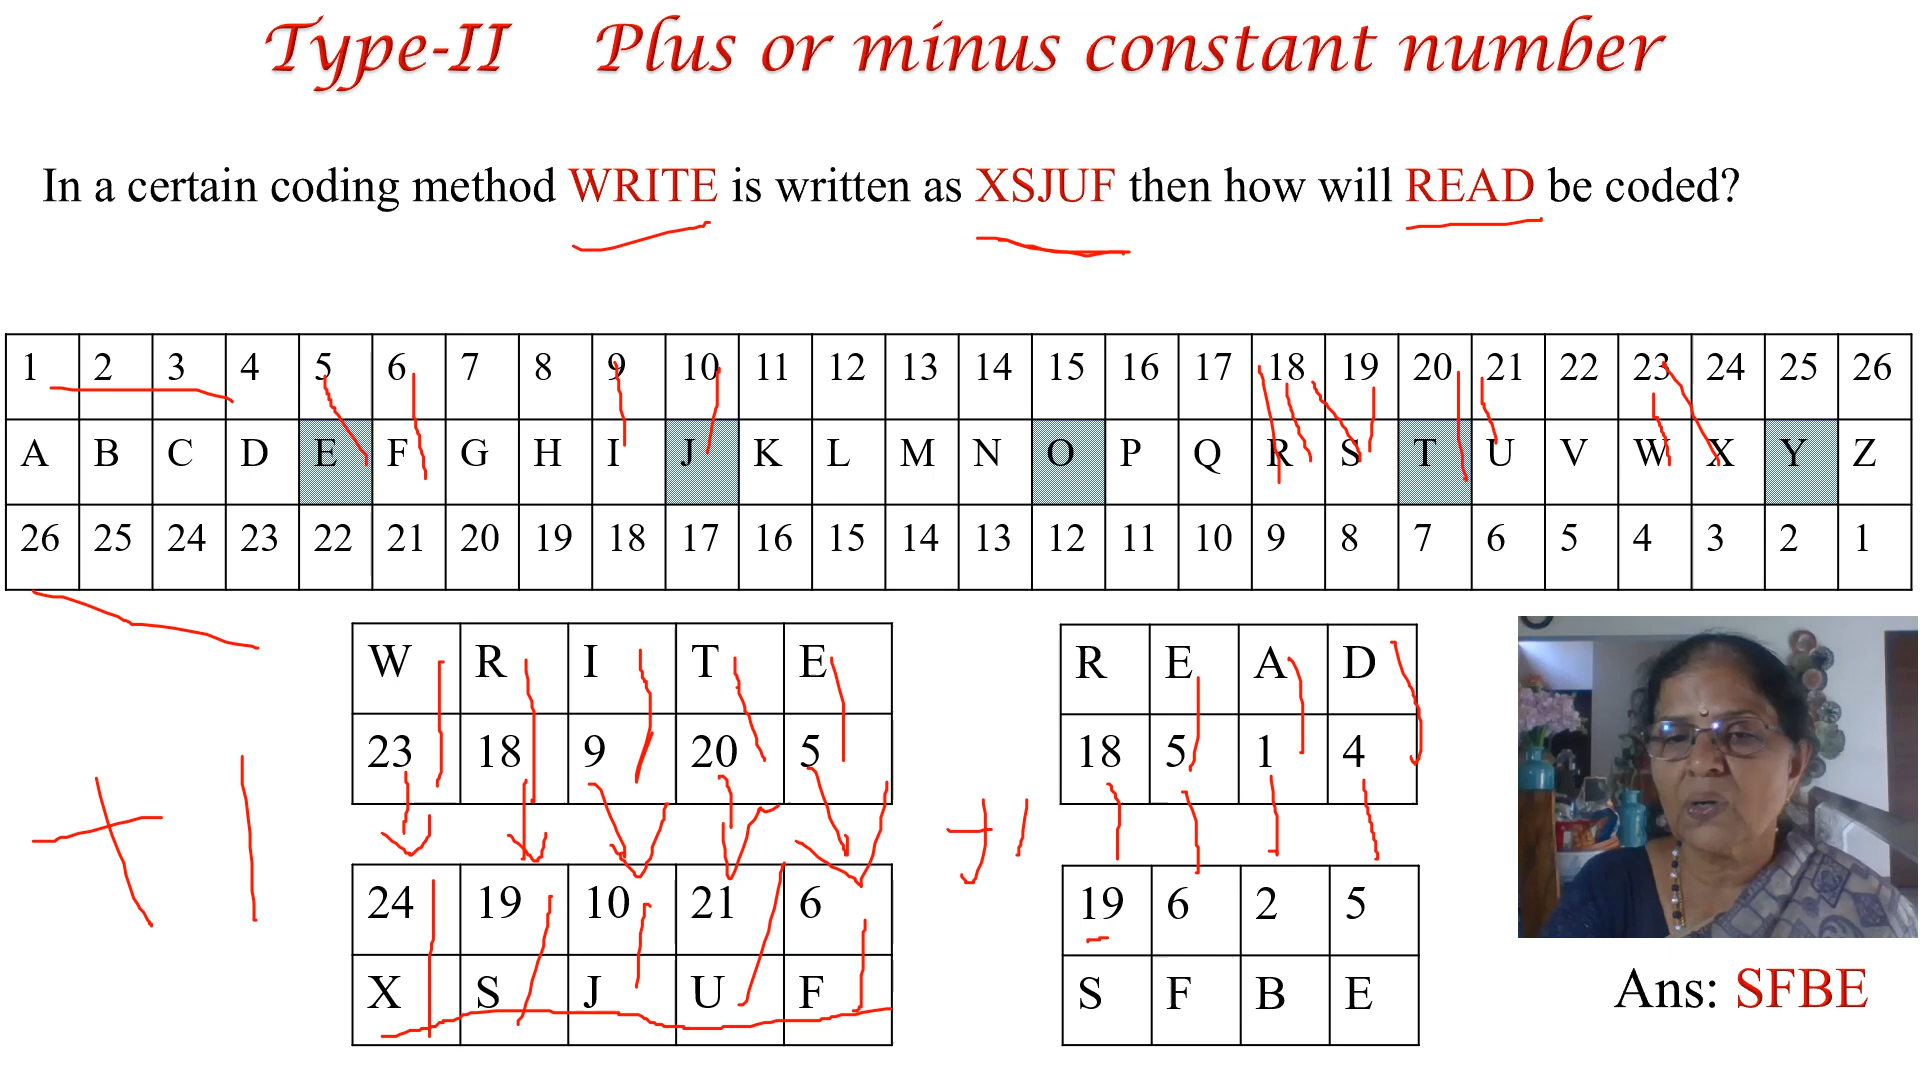 Type-II Plus or minus constant number
In a certain coding method WRITE is written as XSJUF then how will READ be coded?
1 2 3 4 5 6 7 8 9 10 11 12 13 14 15 16 17 18 19 20 21 22 23 24 25 26
A B C D E F G H I J K L M N O P Q R S T U V W X Y Z
26 25 24 23 22 21 20 19 18 17 16 15 14 13 12 11 10 9 8 7 6 5 4 3 2 1
W R I T E
23 18 9 20 5
+1
24 19 10 21 6
X S J U F
R E A D
18 5 1 4
+1
19 6 2 5
S F B E
Ans: SFBE